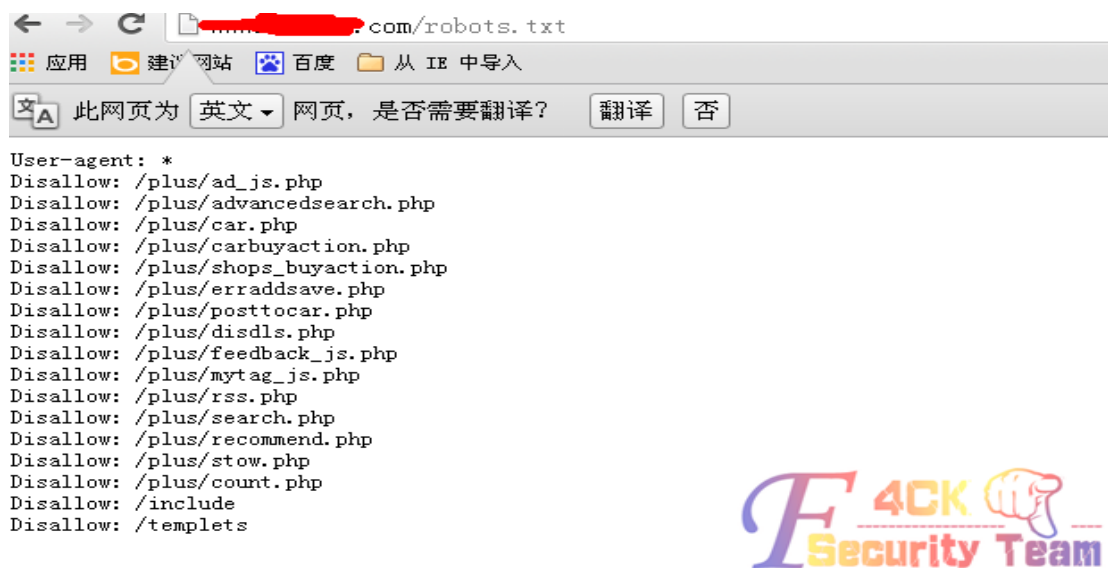 .com/robots.txt
应用 建议网站 百度 从 IE 中导入
此网页为 英文 网页，是否需要翻译？ 翻译 否
User-agent: *
Disallow: /plus/ad_js.php
Disallow: /plus/advancedsearch.php
Disallow: /plus/car.php
Disallow: /plus/carbuyaction.php
Disallow: /plus/shops_buyaction.php
Disallow: /plus/erraddsave.php
Disallow: /plus/posttocar.php
Disallow: /plus/disdls.php
Disallow: /plus/feedback_js.php
Disallow: /plus/mytag_js.php
Disallow: /plus/rss.php
Disallow: /plus/search.php
Disallow: /plus/recommend.php
Disallow: /plus/stow.php
Disallow: /plus/count.php
Disallow: /include
Disallow: /templets
F4CK
Security Team